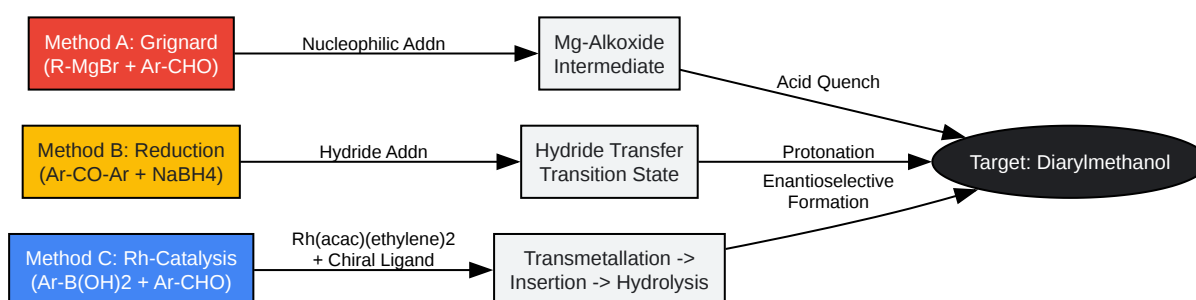 Method A: Grignard
(R-MgBr + Ar-CHO)
Nucleophilic Addn
Mg-Alkoxide
Intermediate
Acid Quench
Method B: Reduction
(Ar-CO-Ar + NaBH4)
Hydride Addn
Hydride Transfer
Transition State
Protonation
Target: Diarylmethanol
Method C: Rh-Catalysis
(Ar-B(OH)2 + Ar-CHO)
Rh(acac)(ethylene)2
+ Chiral Ligand
Transmetallation ->
Insertion -> Hydrolysis
Enantioselective
Formation